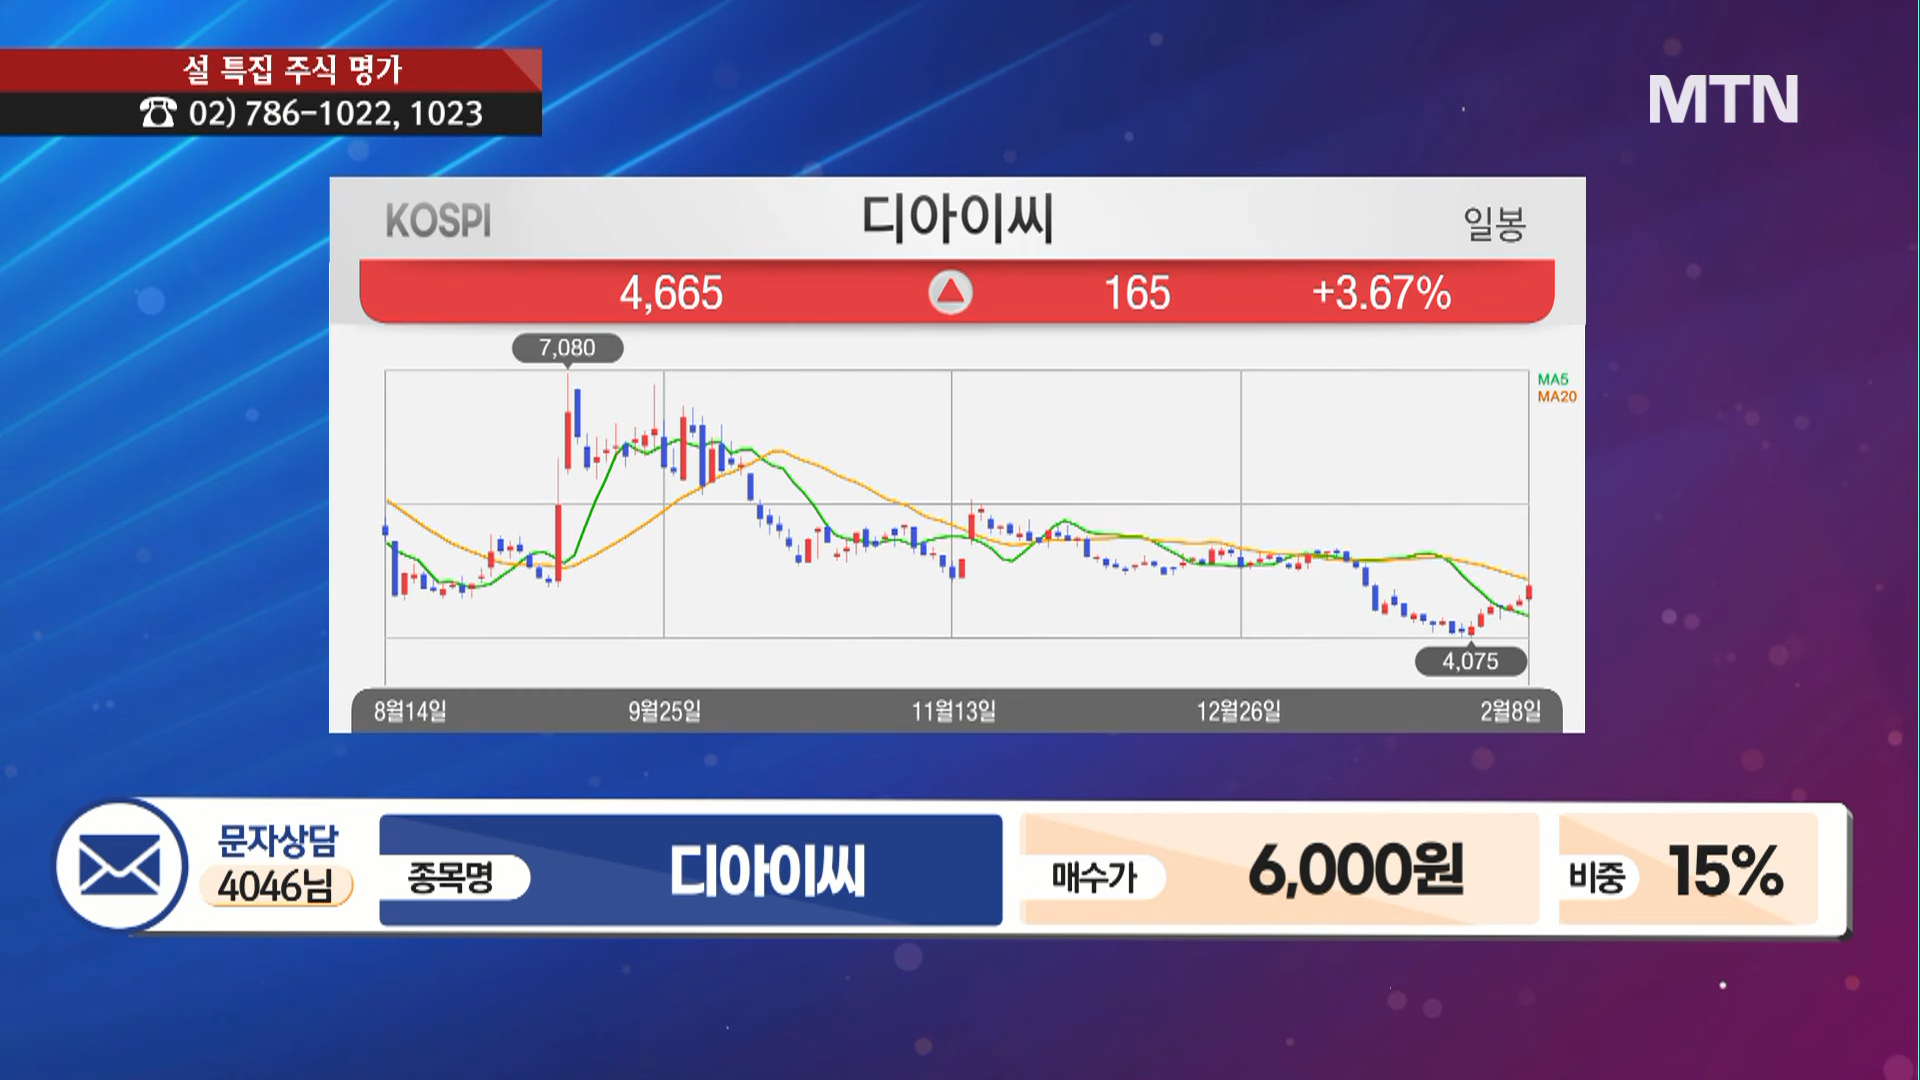 설 특집 주식 명가
☎ 02) 786-1022, 1023
MTN
KOSPI
디아이씨
일봉
4,665 ▲ 165 +3.67%
7,080
MA5
MA20
4,075
8월14일 9월25일 11월13일 12월26일 2월8일
문자상담
4046님
종목명 디아이씨
매수가 6,000원
비중 15%